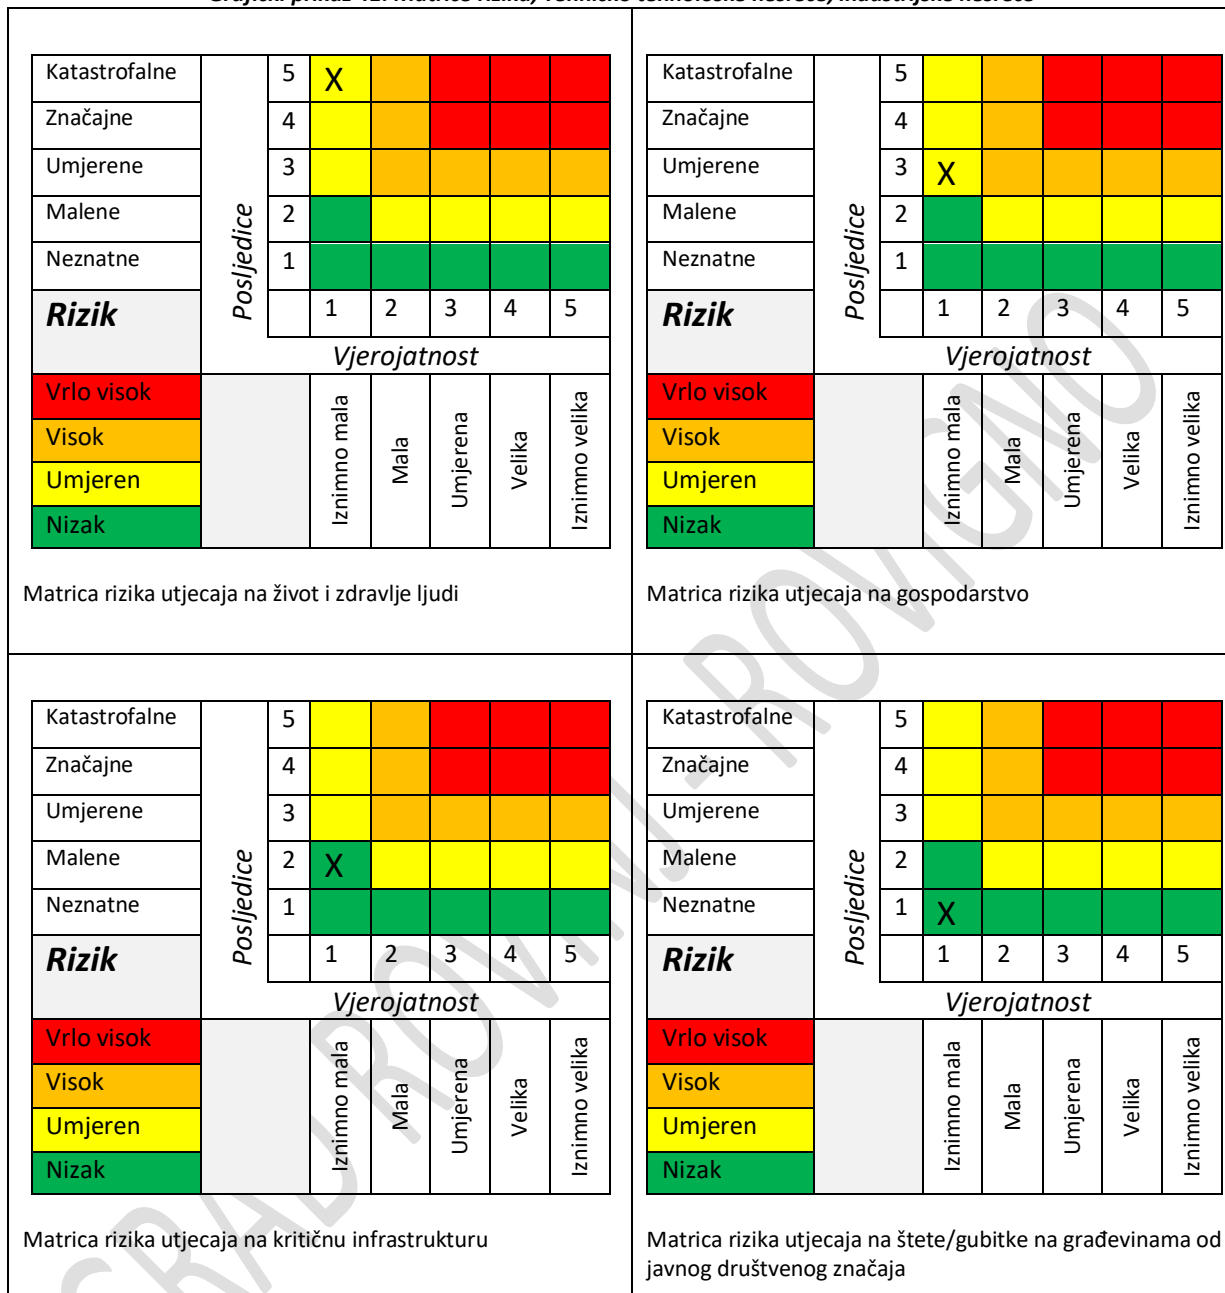 Katastrofalne 5 X
Značajne 4
Umjerene 3
Malene 2
Neznatne 1
Posljedice
Rizik 1 2 3 4 5
Vjerojatnost
Vrlo visok
Visok
Umjeren
Nizak
Iznimno mala
Mala
Umjerena
Velika
Iznimno velika
Matrica rizika utjecaja na život i zdravlje ljudi
Katastrofalne 5
Značajne 4
Umjerene 3 X
Malene 2
Neznatne 1
Posljedice
Rizik 1 2 3 4 5
Vjerojatnost
Vrlo visok
Visok
Umjeren
Nizak
Iznimno mala
Mala
Umjerena
Velika
Iznimno velika
Matrica rizika utjecaja na gospodarstvo
Katastrofalne 5
Značajne 4
Umjerene 3
Malene 2 X
Neznatne 1
Posljedice
Rizik 1 2 3 4 5
Vjerojatnost
Vrlo visok
Visok
Umjeren
Nizak
Iznimno mala
Mala
Umjerena
Velika
Iznimno velika
Matrica rizika utjecaja na kritičnu infrastrukturu
Katastrofalne 5
Značajne 4
Umjerene 3
Malene 2
Neznatne 1 X
Posljedice
Rizik 1 2 3 4 5
Vjerojatnost
Vrlo visok
Visok
Umjeren
Nizak
Iznimno mala
Mala
Umjerena
Velika
Iznimno velika
Matrica rizika utjecaja na štete/gubitke na građevinama od
javnog društvenog značaja
GRAD ROVINJ - ROVIGNO